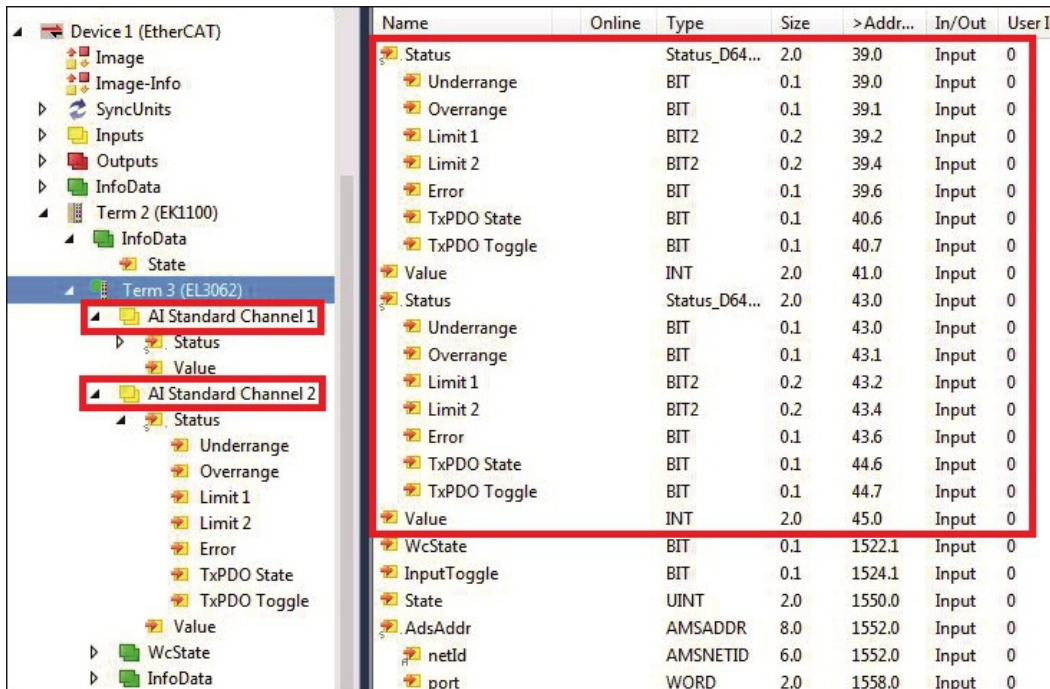 Device 1 (EtherCAT)
Image
Image-Info
SyncUnits
Inputs
Outputs
InfoData
Term 2 (EK1100)
InfoData
State
Term 3 (EL3062)
AI Standard Channel 1
Status
Value
AI Standard Channel 2
Status
Underrange
Overrange
Limit 1
Limit 2
Error
TxPDO State
TxPDO Toggle
Value
WcState
InfoData
Name Online Type Size >Addr... In/Out User I
Status Status_D64... 2.0 39.0 Input 0
Underrange BIT 0.1 39.0 Input 0
Overrange BIT 0.1 39.1 Input 0
Limit 1 BIT2 0.2 39.2 Input 0
Limit 2 BIT2 0.2 39.4 Input 0
Error BIT 0.1 39.6 Input 0
TxPDO State BIT 0.1 40.6 Input 0
TxPDO Toggle BIT 0.1 40.7 Input 0
Value INT 2.0 41.0 Input 0
Status Status_D64... 2.0 43.0 Input 0
Underrange BIT 0.1 43.0 Input 0
Overrange BIT 0.1 43.1 Input 0
Limit 1 BIT2 0.2 43.2 Input 0
Limit 2 BIT2 0.2 43.4 Input 0
Error BIT 0.1 43.6 Input 0
TxPDO State BIT 0.1 44.6 Input 0
TxPDO Toggle BIT 0.1 44.7 Input 0
Value INT 2.0 45.0 Input 0
WcState BIT 0.1 1522.1 Input 0
InputToggle BIT 0.1 1524.1 Input 0
State UINT 2.0 1550.0 Input 0
AdsAddr AMSADDR 8.0 1552.0 Input 0
netId AMSNETID 6.0 1552.0 Input 0
port WORD 2.0 1558.0 Input 0